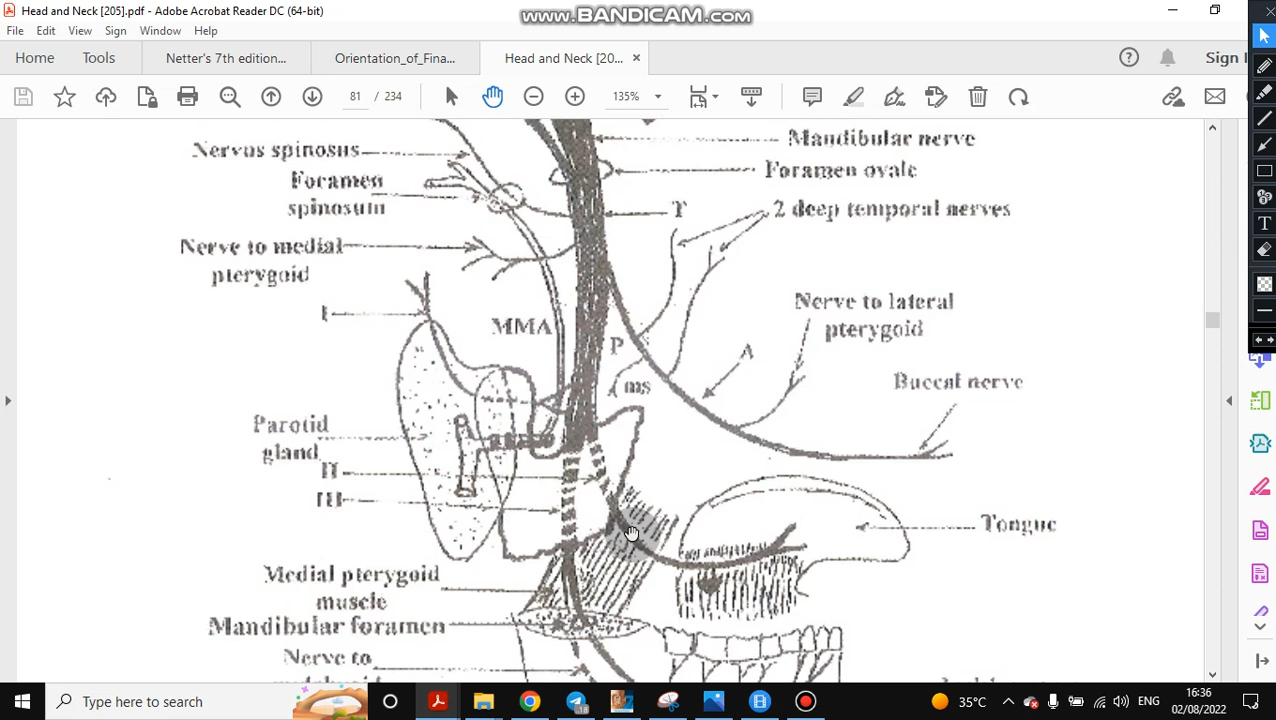 Head and Neck [205].pdf - Adobe Acrobat Reader DC (64-bit)
www.BANDICAM.com
File Edit View Sign Window Help
Home Tools Netter's 7th edition... Orientation_of_Fina... Head and Neck [20... Sign I
81 / 234 135%
Mandibular nerve
Nervus spinosus
Foramen ovale
Foramen
spinosum
T
2 deep temporal nerves
Nerve to medial
pterygoid
I
MMA
Nerve to lateral
pterygoid
P
A
ms
Buccal nerve
Parotid
gland
II
III
Tongue
Medial pterygoid
muscle
Mandibular foramen
Nerve to
Type here to search
18
35°C
ENG
16:36
02/08/2022